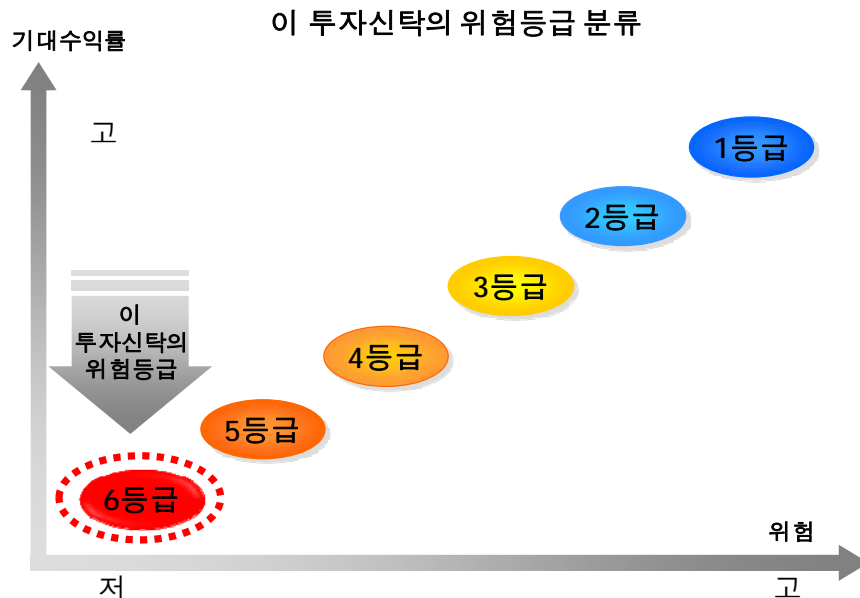 이 투자신탁의 위험등급 분류
기대수익률
고
1등급
2등급
3등급
이
투자신탁의
위험등급
4등급
5등급
6등급
위험
저
고